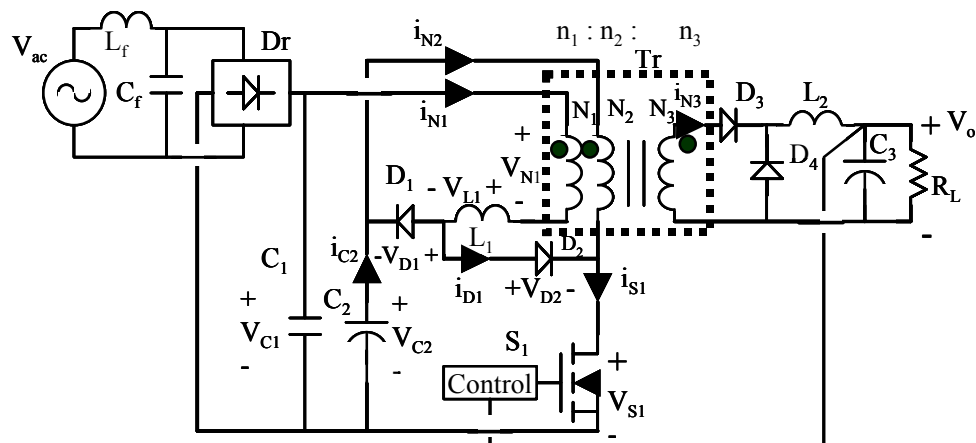 n1 : n2 : n3
iN2
Vac
Lf
Dr
Tr
Cf
iN1
N1
N2
N3
iN3
D3
L2
+ Vo
+
VN1
-
D4
C3
RL
-
D1
- VL1 +
L1
D2
iC2
-VD1+
iD1
+VD2-
iS1
C1
+
VC1
-
C2
+
VC2
-
S1
Control
+
VS1
-